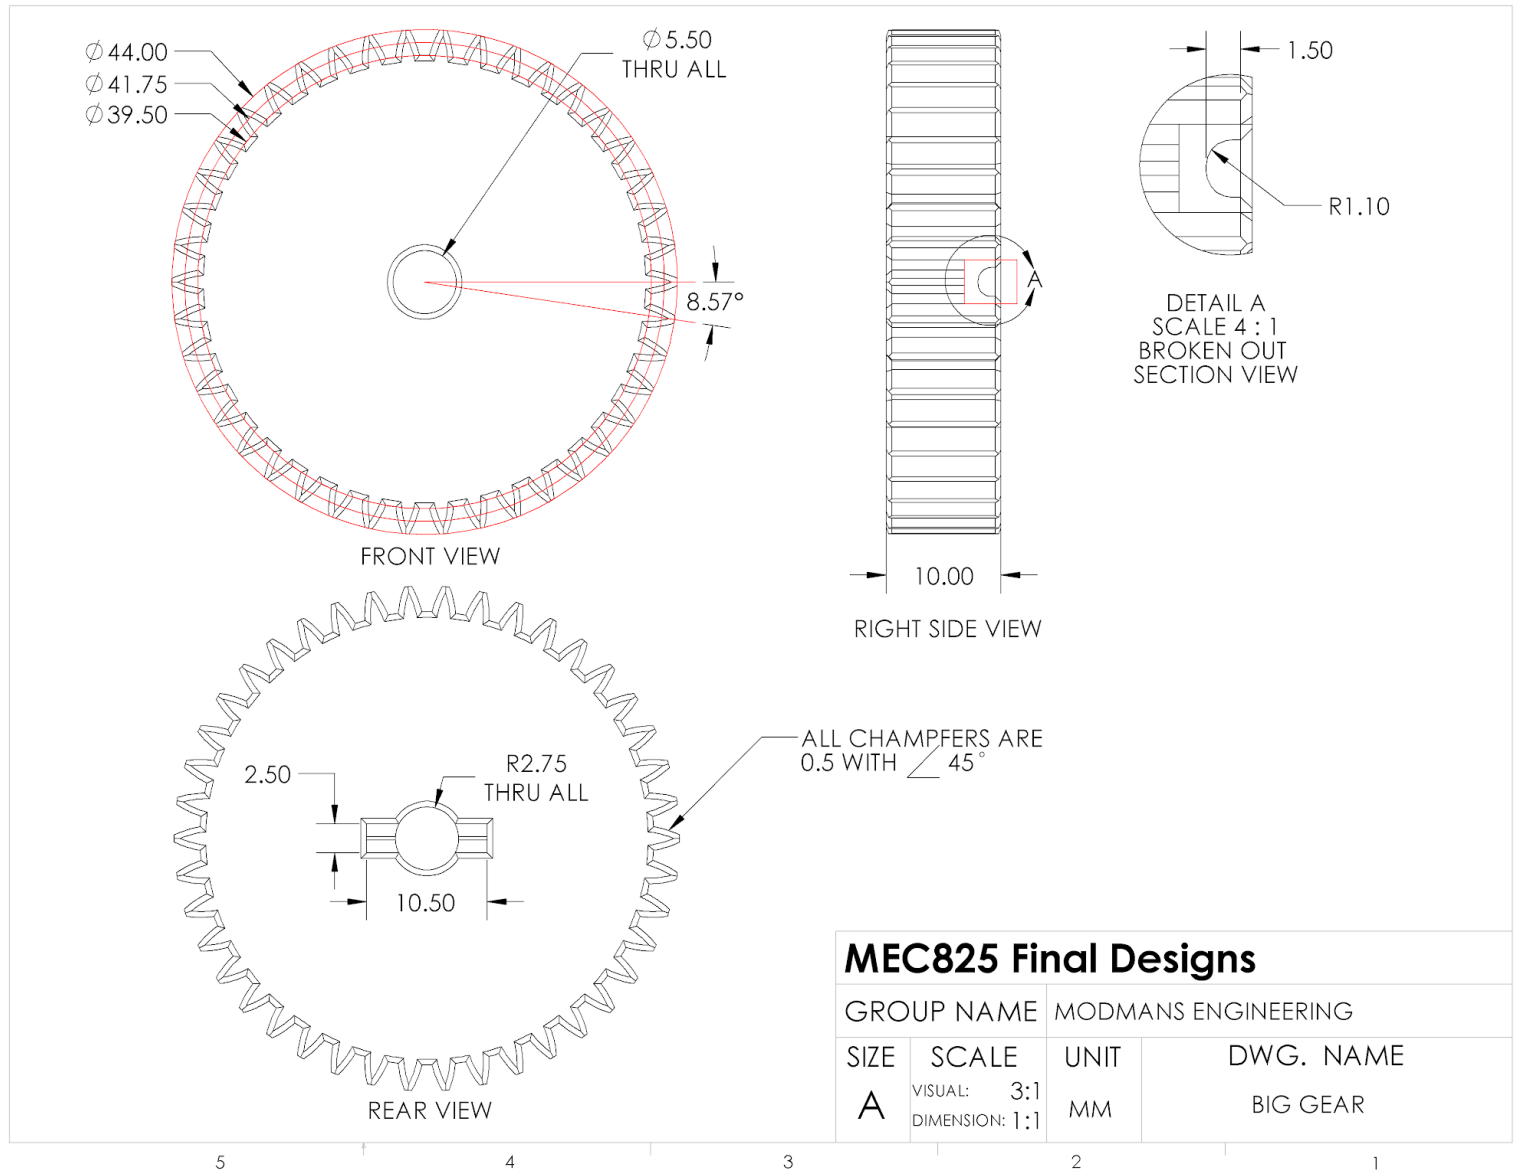 ∅44.00
∅41.75
∅39.50
∅5.50
THRU ALL
8.57°
FRONT VIEW
A
10.00
RIGHT SIDE VIEW
1.50
R1.10
DETAIL A
SCALE 4 : 1
BROKEN OUT
SECTION VIEW
2.50
R2.75
THRU ALL
10.50
REAR VIEW
ALL CHAMPFERS ARE
0.5 WITH ∠ 45°
MEC825 Final Designs
GROUP NAME MODMANS ENGINEERING
SIZE SCALE UNIT DWG. NAME
A VISUAL: 3:1 MM BIG GEAR
DIMENSION: 1:1
5 4 3 2 1